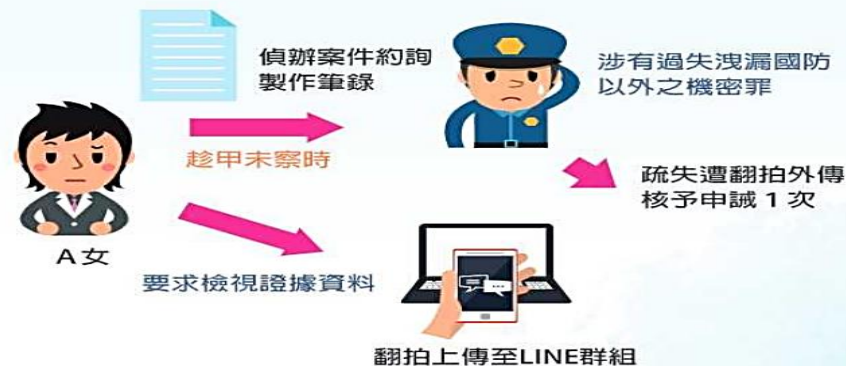 偵辦案件約詢
製作筆錄
涉有過失洩漏國防
以外之機密罪
趁甲未察時
疏失遭翻拍外傳
核予申誡1次
A女
要求檢視證據資料
翻拍上傳至LINE群組